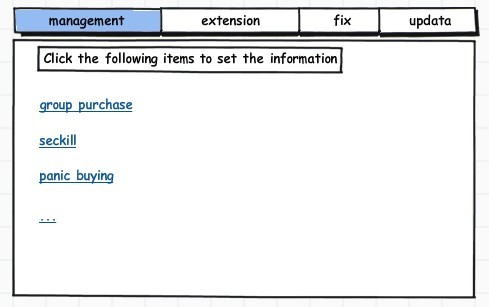 management extension fix updata
Click the following items to set the information
group purchase
seckill
panic buying
...